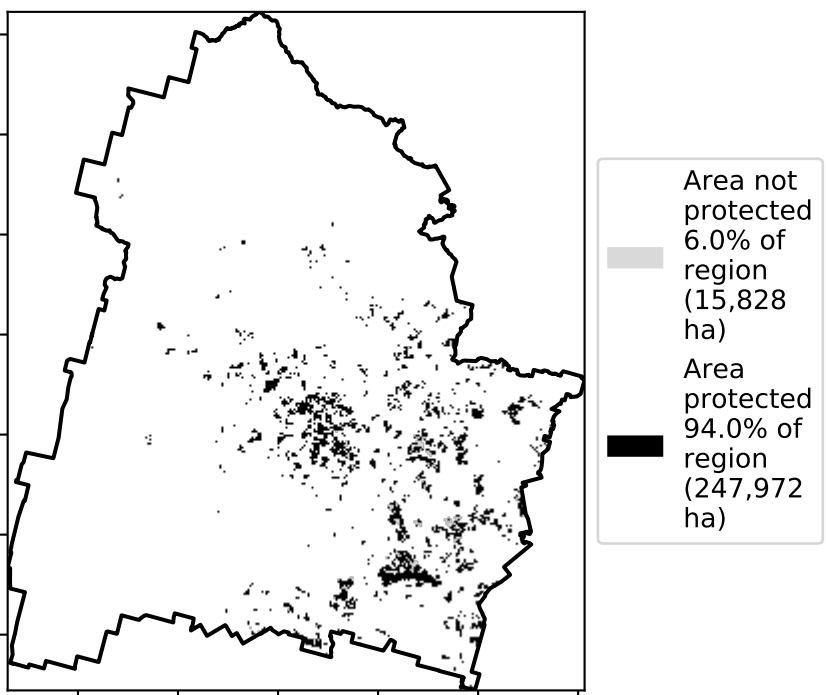 Area not
protected
6.0% of
region
(15,828
ha)
Area
protected
94.0% of
region
(247,972
ha)